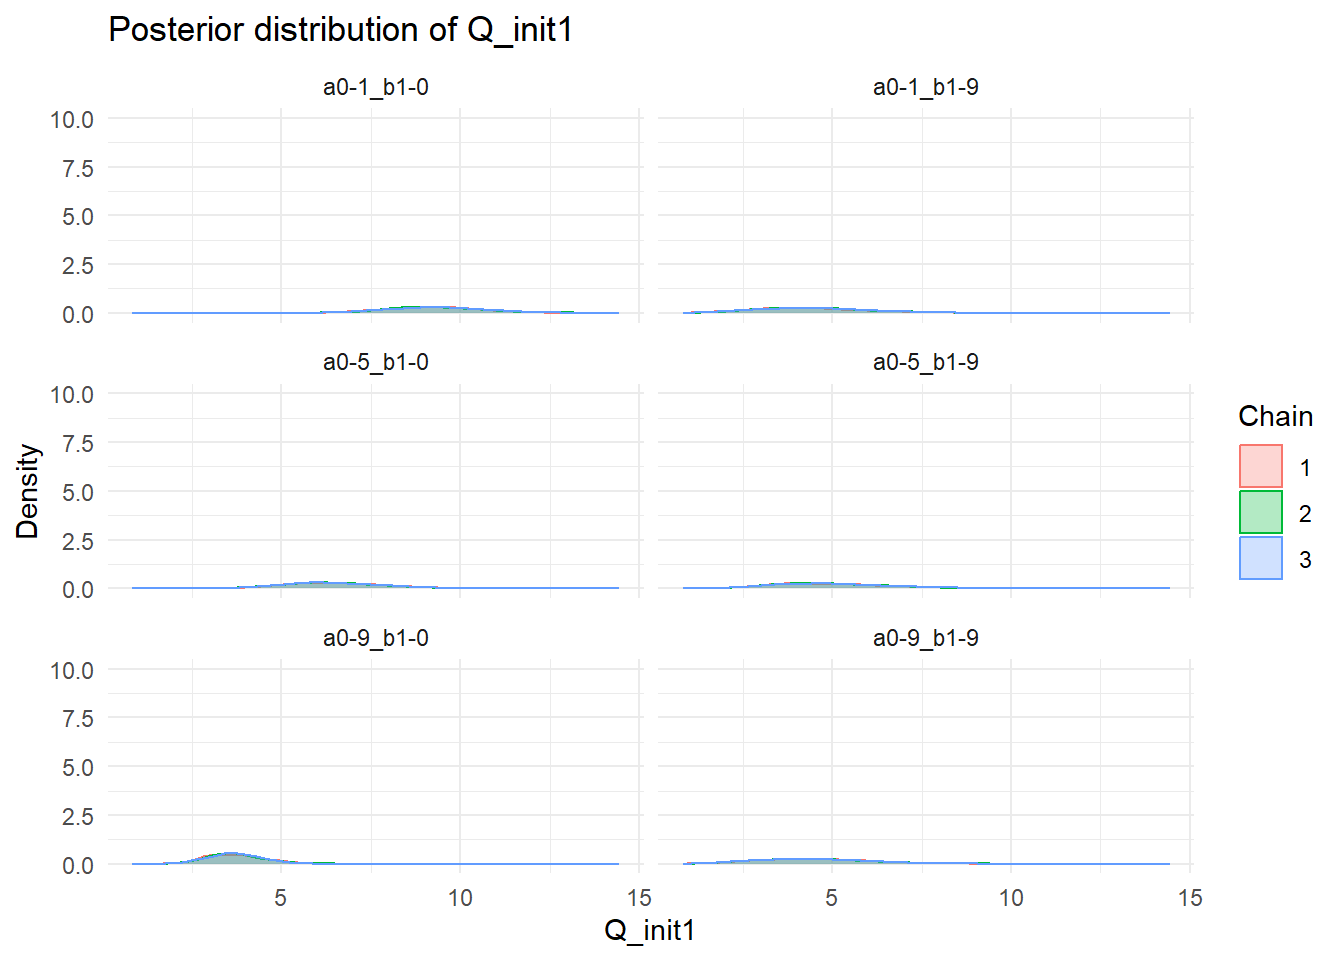 Posterior distribution of Q_init1
a0-1_b1-0
a0-1_b1-9
10.0
7.5
5.0
2.5
0.0
a0-5_b1-0
a0-5_b1-9
10.0
7.5
5.0
2.5
0.0
a0-9_b1-0
a0-9_b1-9
10.0
7.5
5.0
2.5
0.0
5 10 15
5 10 15
Q_init1
Density
Chain
1
2
3